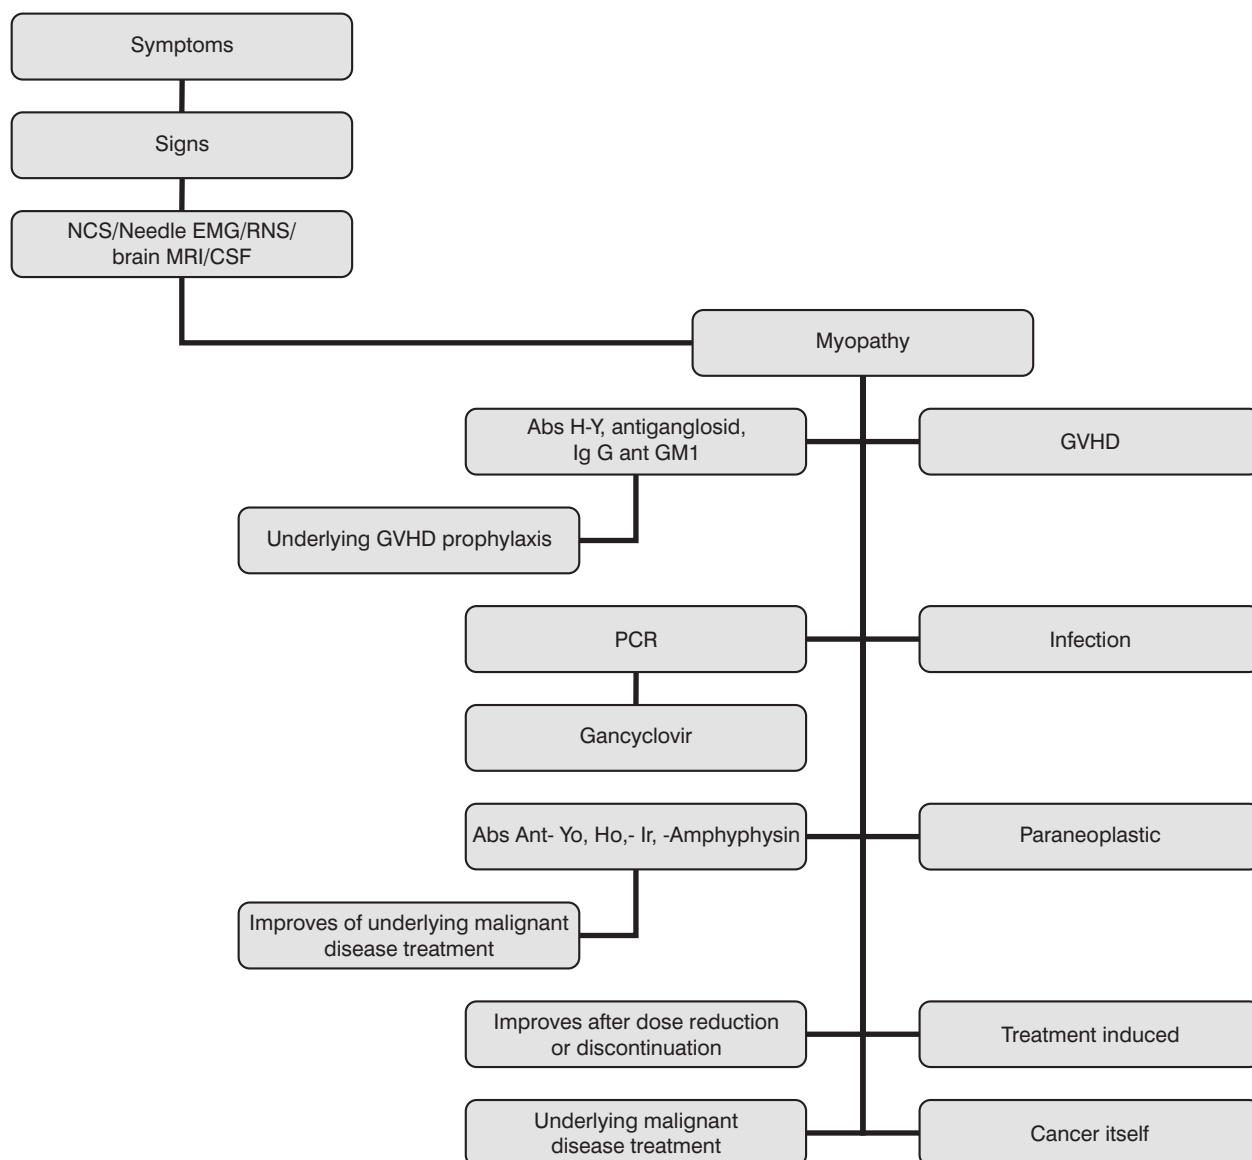 Symptoms
Signs
NCS/Needle EMG/RNS/
brain MRI/CSF
Myopathy
Abs H-Y, antiganglosid,
Ig G ant GM1
GVHD
Underlying GVHD prophylaxis
PCR
Infection
Gancyclovir
Abs Ant- Yo, Ho,- Ir, -Amphyphysin
Paraneoplastic
Improves of underlying malignant
disease treatment
Improves after dose reduction
or discontinuation
Treatment induced
Underlying malignant
disease treatment
Cancer itself